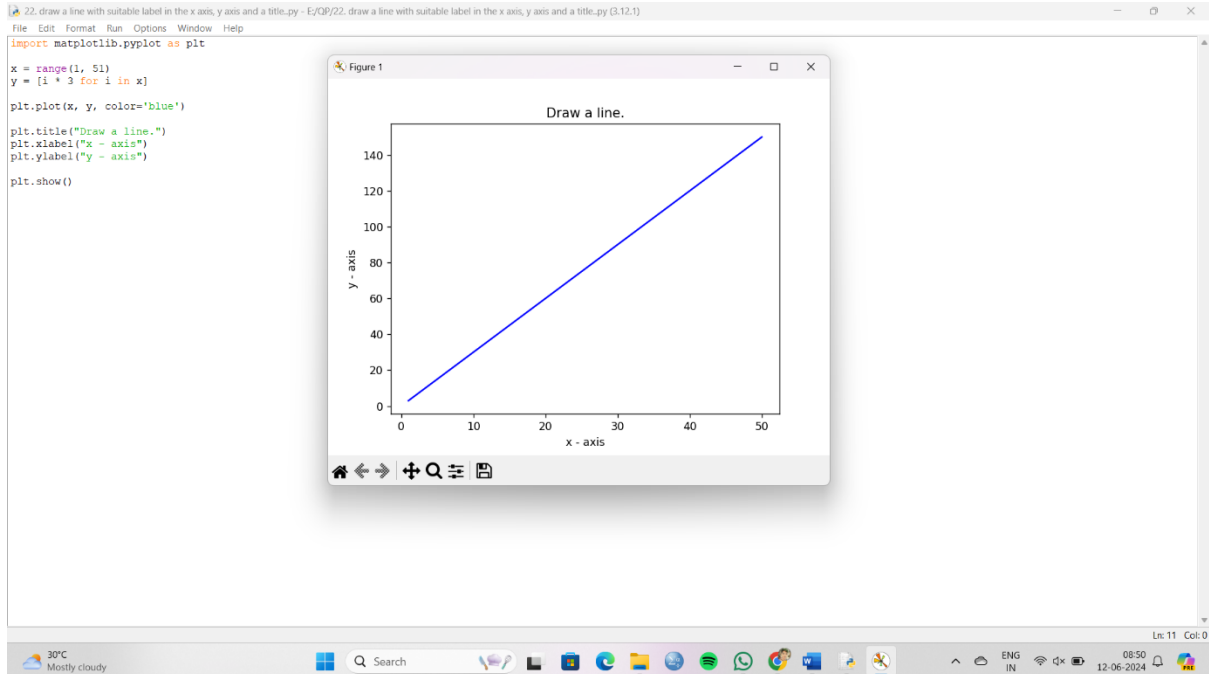 22. draw a line with suitable label in the x axis, y axis and a title..py - E:/QP/22. draw a line with suitable label in the x axis, y axis and a title..py (3.12.1)
File Edit Format Run Options Window Help
import matplotlib.pyplot as plt
x = range(1, 51)
y = [i * 3 for i in x]
plt.plot(x, y, color='blue')
plt.title("Draw a line.")
plt.xlabel("x - axis")
plt.ylabel("y - axis")
plt.show()
Figure 1
Draw a line.
y - axis
140
120
100
80
60
40
20
0
0 10 20 30 40 50
x - axis
Ln: 11 Col: 0
30°C
Mostly cloudy
Search
W
ENG
IN
08:50
12-06-2024
PRE